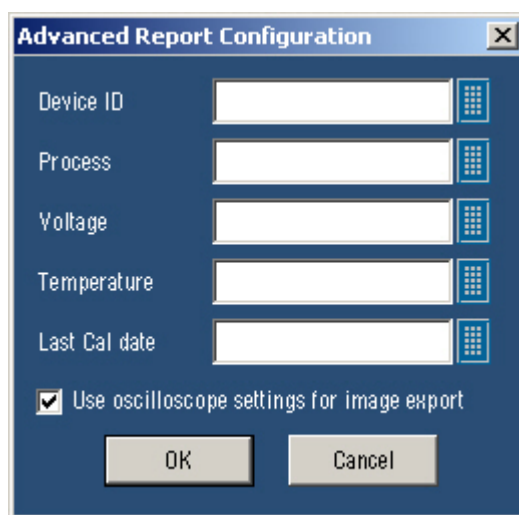 Advanced Report Configuration
Device ID
Process
Voltage
Temperature
Last Cal date
Use oscilloscope settings for image export
OK
Cancel